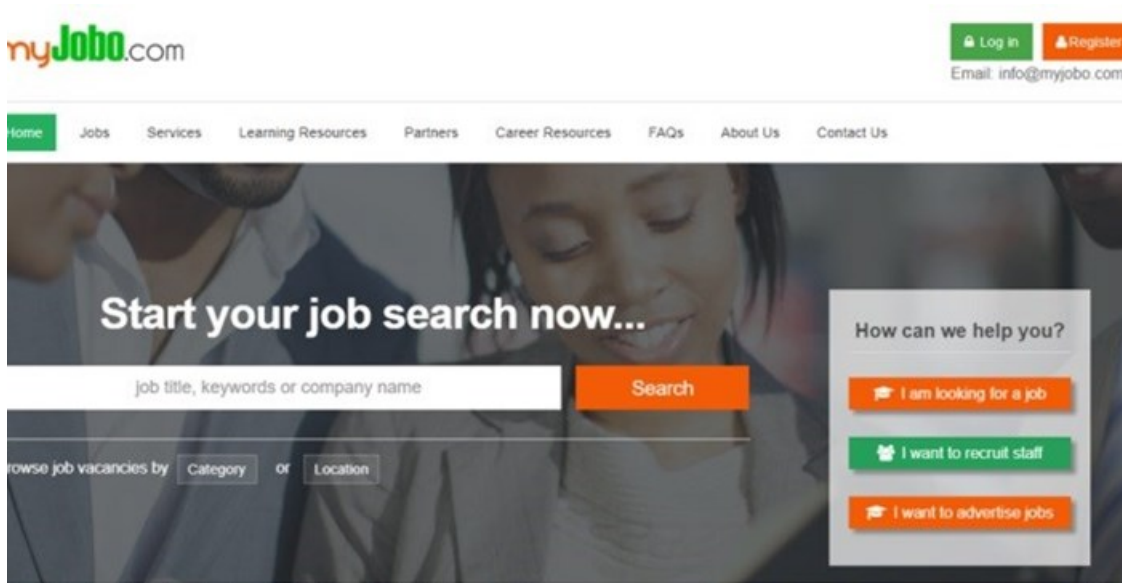 myJobo.com
Log in
Register
Email: info@myjobo.com
Home
Jobs
Services
Learning Resources
Partners
Career Resources
FAQs
About Us
Contact Us
Start your job search now...
job title, keywords or company name
Search
rowse job vacancies by Category or Location
How can we help you?
I am looking for a job
I want to recruit staff
I want to advertise jobs